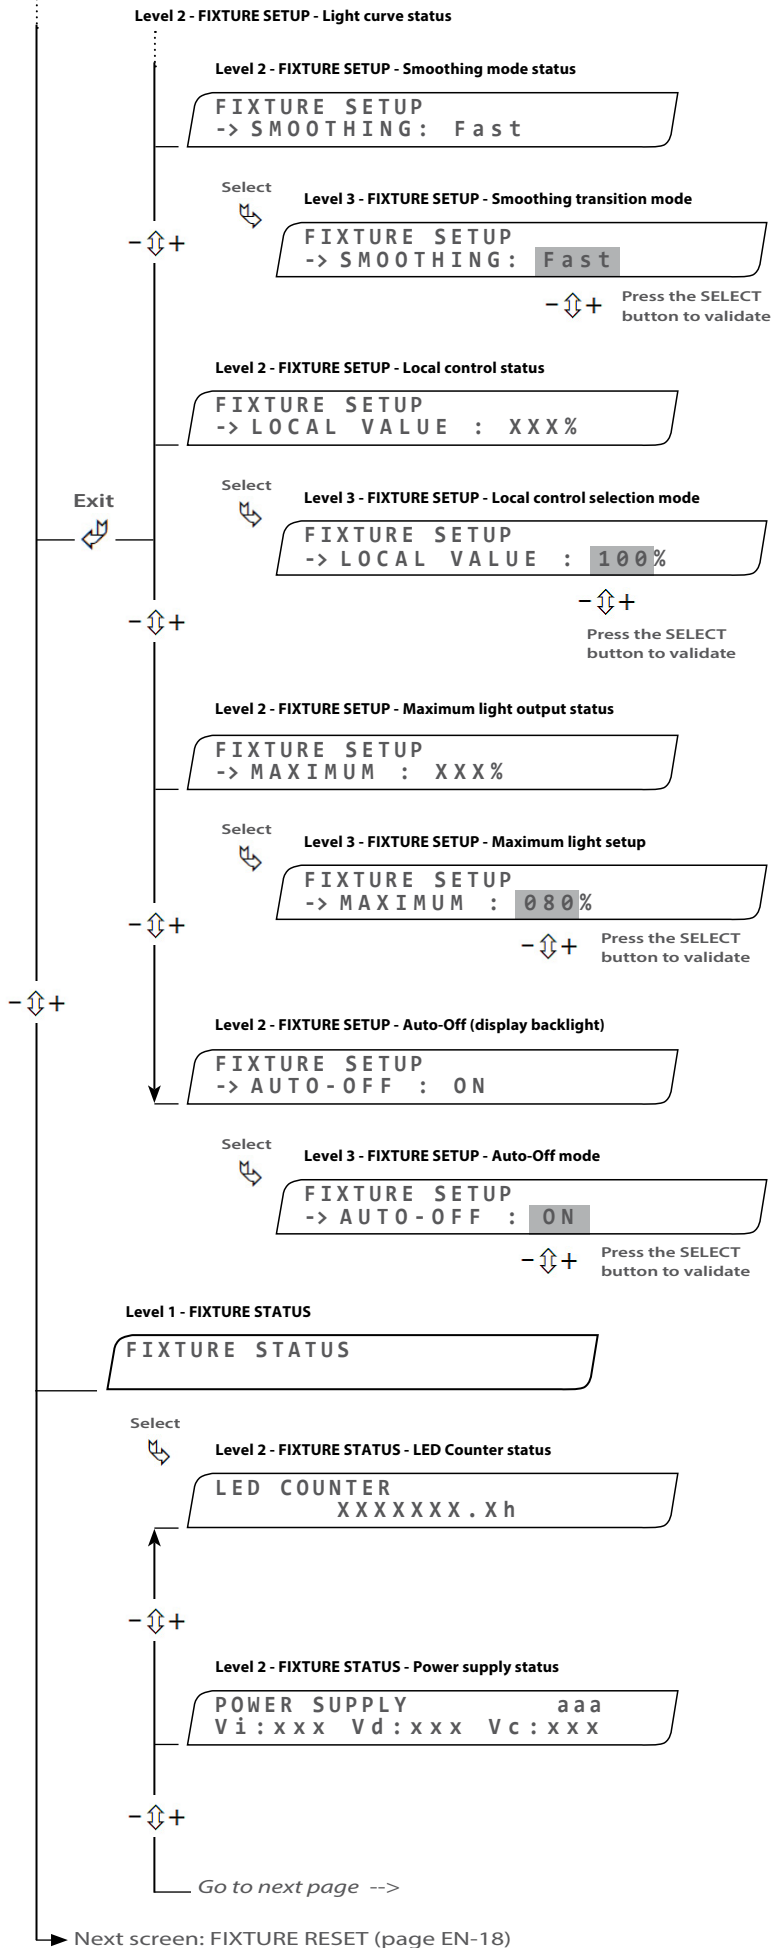 Level 2 - FIXTURE SETUP - Light curve status
Level 2 - FIXTURE SETUP - Smoothing mode status
FIXTURE SETUP
-> SMOOTHING: Fast
Select
Level 3 - FIXTURE SETUP - Smoothing transition mode
FIXTURE SETUP
-> SMOOTHING: Fast
- +
- +
Press the SELECT
button to validate
Level 2 - FIXTURE SETUP - Local control status
FIXTURE SETUP
-> LOCAL VALUE : XXX%
Select
Level 3 - FIXTURE SETUP - Local control selection mode
Exit
FIXTURE SETUP
-> LOCAL VALUE : 100%
- +
- +
Press the SELECT
button to validate
Level 2 - FIXTURE SETUP - Maximum light output status
FIXTURE SETUP
-> MAXIMUM : XXX%
Select
Level 3 - FIXTURE SETUP - Maximum light setup
FIXTURE SETUP
-> MAXIMUM : 080%
- +
- +
Press the SELECT
button to validate
- +
Level 2 - FIXTURE SETUP - Auto-Off (display backlight)
FIXTURE SETUP
-> AUTO-OFF : ON
Select
Level 3 - FIXTURE SETUP - Auto-Off mode
FIXTURE SETUP
-> AUTO-OFF : ON
- +
Press the SELECT
button to validate
Level 1 - FIXTURE STATUS
FIXTURE STATUS
Select
Level 2 - FIXTURE STATUS - LED Counter status
LED COUNTER
XXXXXXX.Xh
- +
Level 2 - FIXTURE STATUS - Power supply status
POWER SUPPLY aaa
Vi:xxx Vd:xxx Vc:xxx
- +
Go to next page -->
Next screen: FIXTURE RESET (page EN-18)